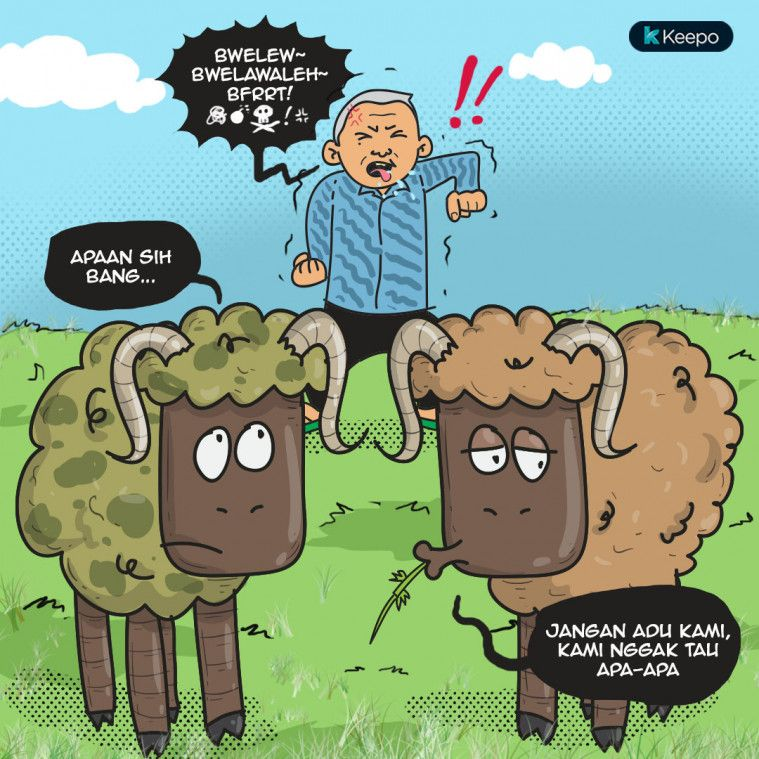 Keepo
BWELEW~
BWELAWALEH~
BFRRT!
!
!!
APAAN SIH
BANG...
JANGAN ADU KAMI,
KAMI NGGAK TAU
APA-APA